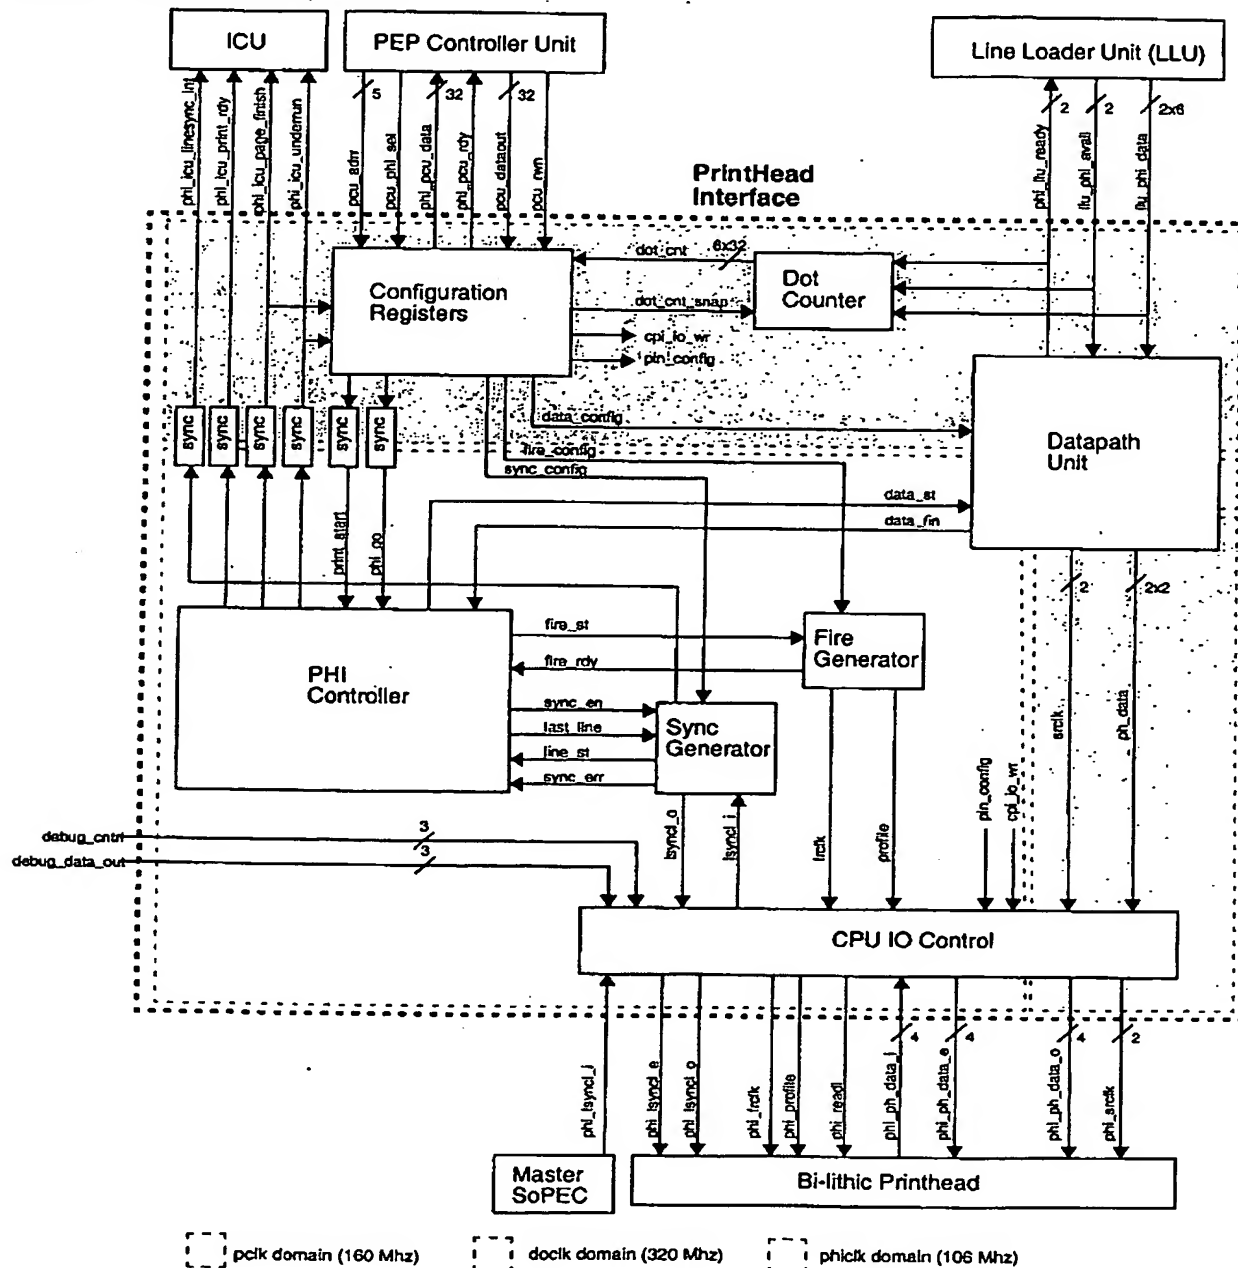 ICU
PEP Controller Unit
Line Loader Unit (LLU)
phi_icu_linesync_int
phi_icu_print_rdy
phi_icu_page_finish
phi_icu_underrun
pcu_adrr
pcu_phi_sel
phi_pcu_data
phi_pcu_rdy
pcu_dataout
pcu_rwn
5
32
32
phi_llu_ready
llu_phi_avail
llu_phi_data
2
2
2x6
PrintHead
Interface
Configuration
Registers
dot_cnt
6x32
dot_cnt_snap
cpi_io_wr
pin_config
Dot
Counter
sync
sync
sync
sync
sync
sync
data_config
fire_config
sync_config
Datapath
Unit
data_st
data_fin
print_start
phi_go
2
2x2
PHI
Controller
fire_st
fire_rdy
Fire
Generator
sync_en
last_line
line_st
sync_err
Sync
Generator
srclk
ph_data
pin_config
cpi_io_wr
debug_cntrl
3
debug_data_out
3
lsyncl_o
lsyncl_i
frclk
profile
CPU IO Control
phi_lsyncl_i
phi_lsyncl_e
phi_lsyncl_o
phi_frclk
phi_profile
phi_readl
phi_ph_data_i
4
phi_ph_data_e
4
phi_ph_data_o
4
phi_srclk
2
Master
SoPEC
Bi-lithic Printhead
pclk domain (160 Mhz)
doclk domain (320 Mhz)
phiclk domain (106 Mhz)